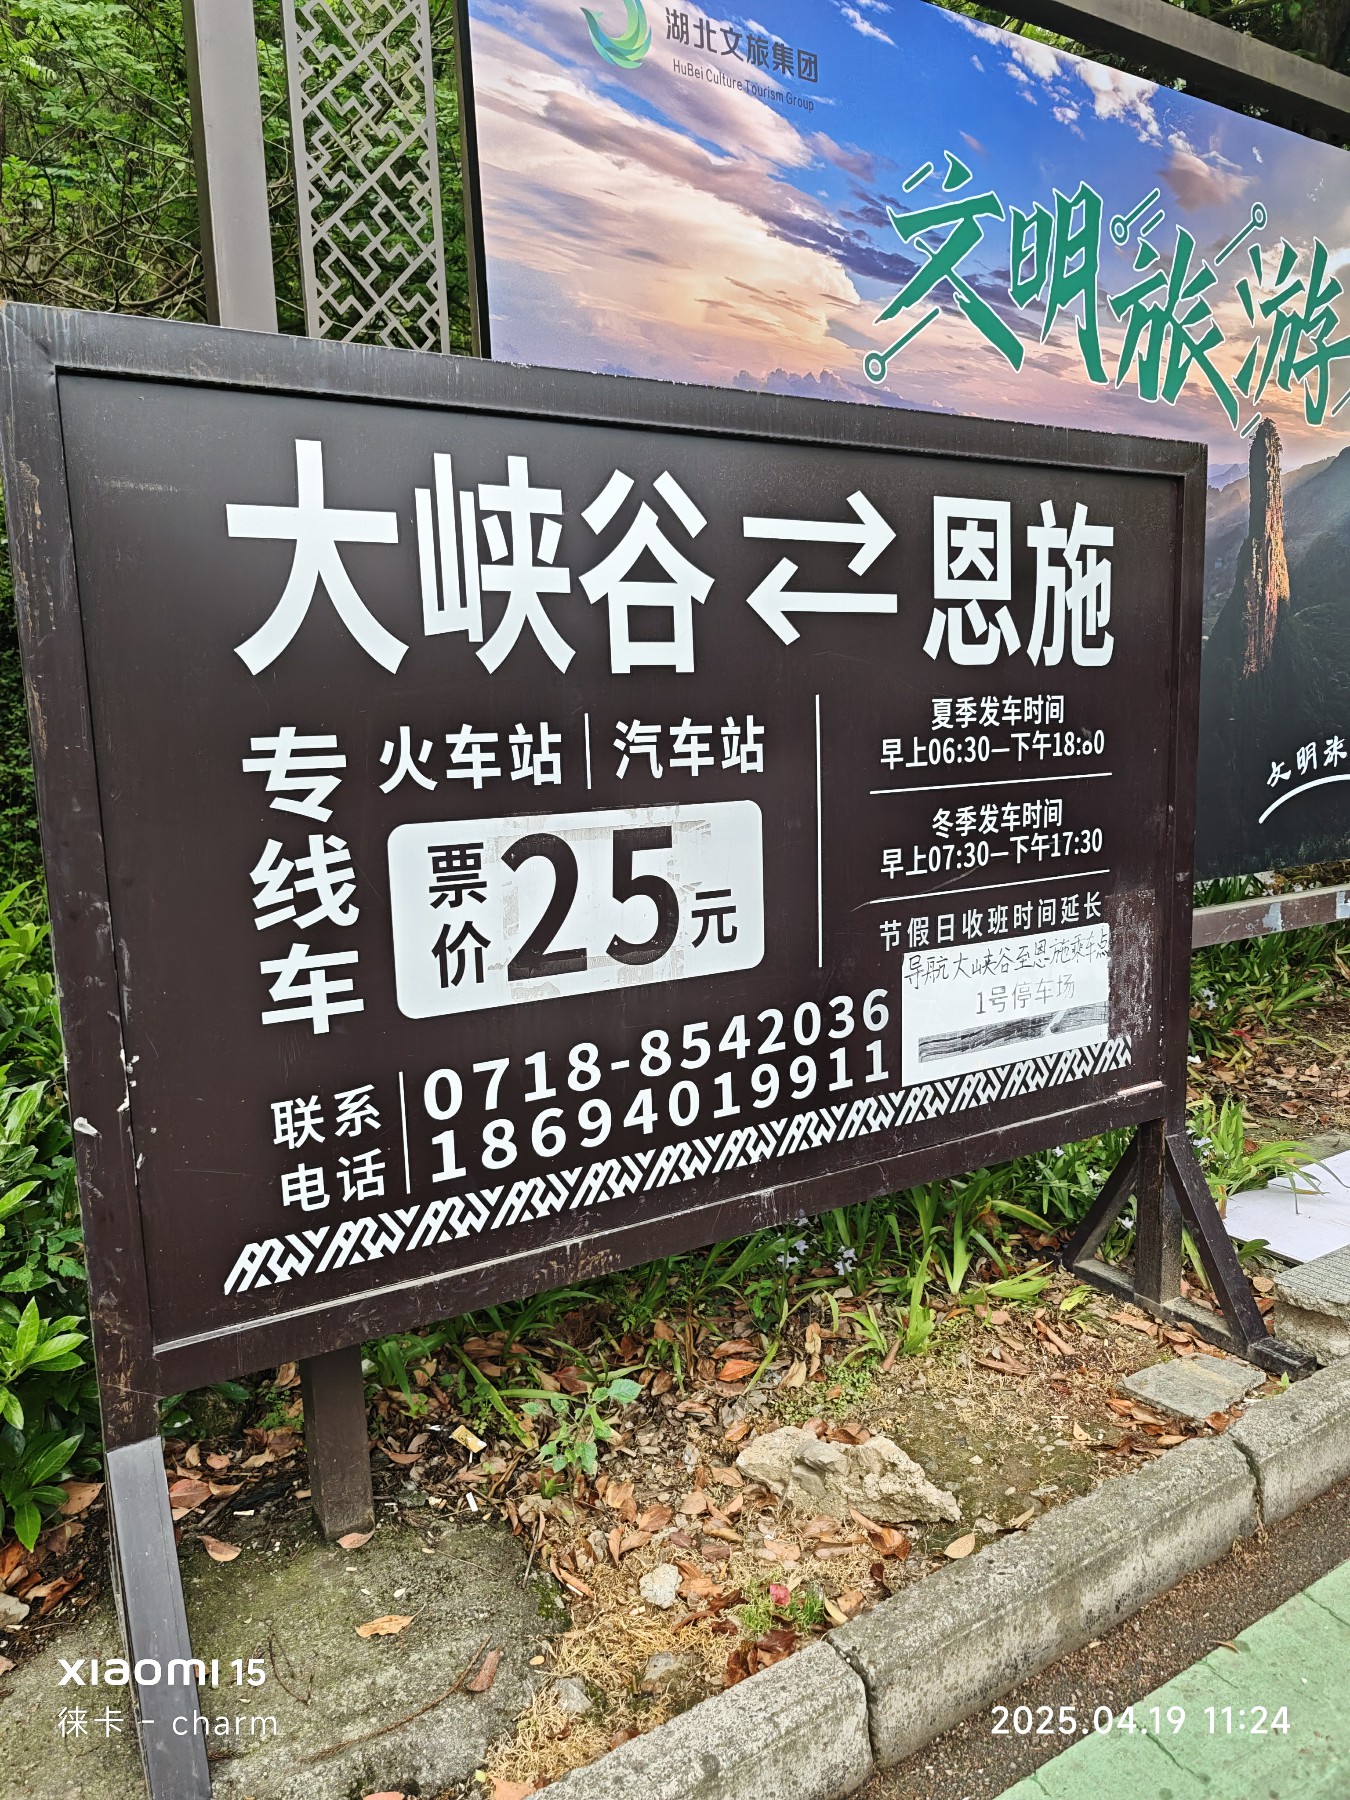 湖北文旅集团
HuBei Culture Tourism Group
文明旅游
大峡谷⇄恩施
专线车
火车站|汽车站
票价25元
夏季发车时间
早上06:30—下午18:00
冬季发车时间
早上07:30—下午17:30
节假日收班时间延长
导航大峡谷至恩施乘车点
1号停车场
联系电话
0718-8542036
18694019911
文明
XIAOMI 15
徕卡 - charm
2025.04.19 11:24